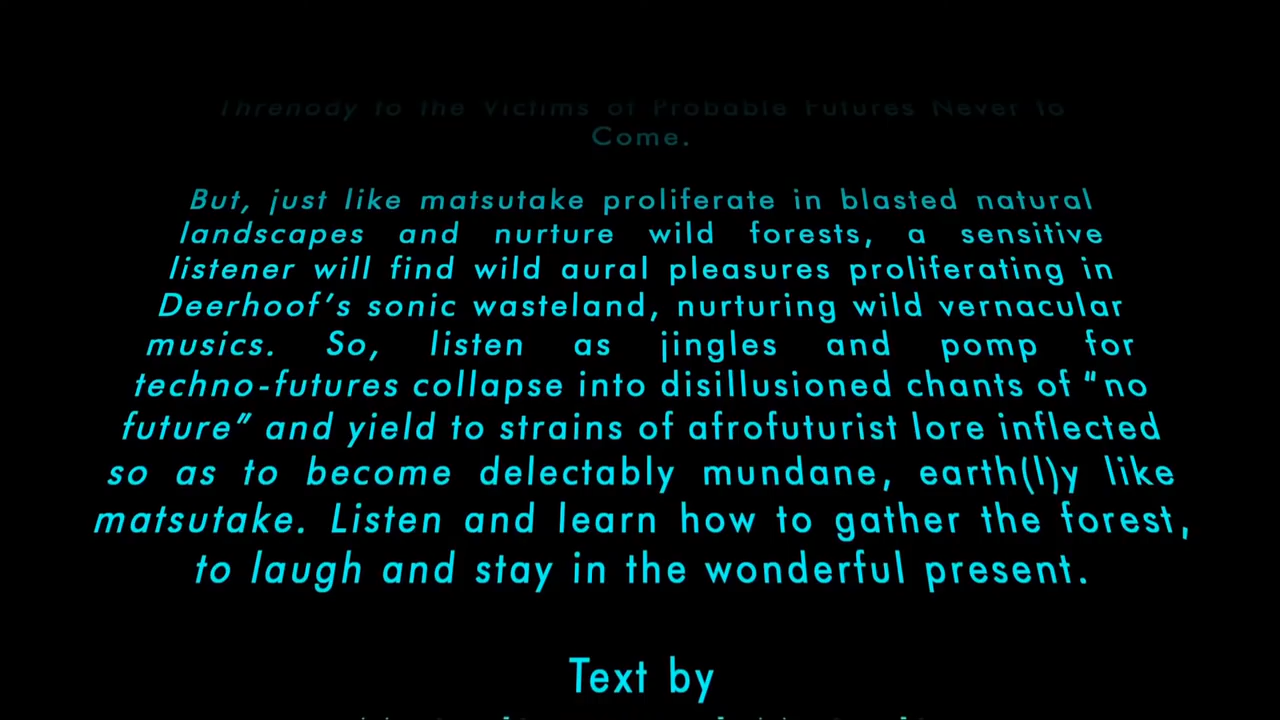 Threnody to the Victims of Probable Futures Never to
Come.
But, just like matsutake proliferate in blasted natural
landscapes and nurture wild forests, a sensitive
listener will find wild aural pleasures proliferating in
Deerhoof’s sonic wasteland, nurturing wild vernacular
musics. So, listen as jingles and pomp for
techno-futures collapse into disillusioned chants of “no
future” and yield to strains of afrofuturist lore inflected
so as to become delectably mundane, earth(l)y like
matsutake. Listen and learn how to gather the forest,
to laugh and stay in the wonderful present.
Text by